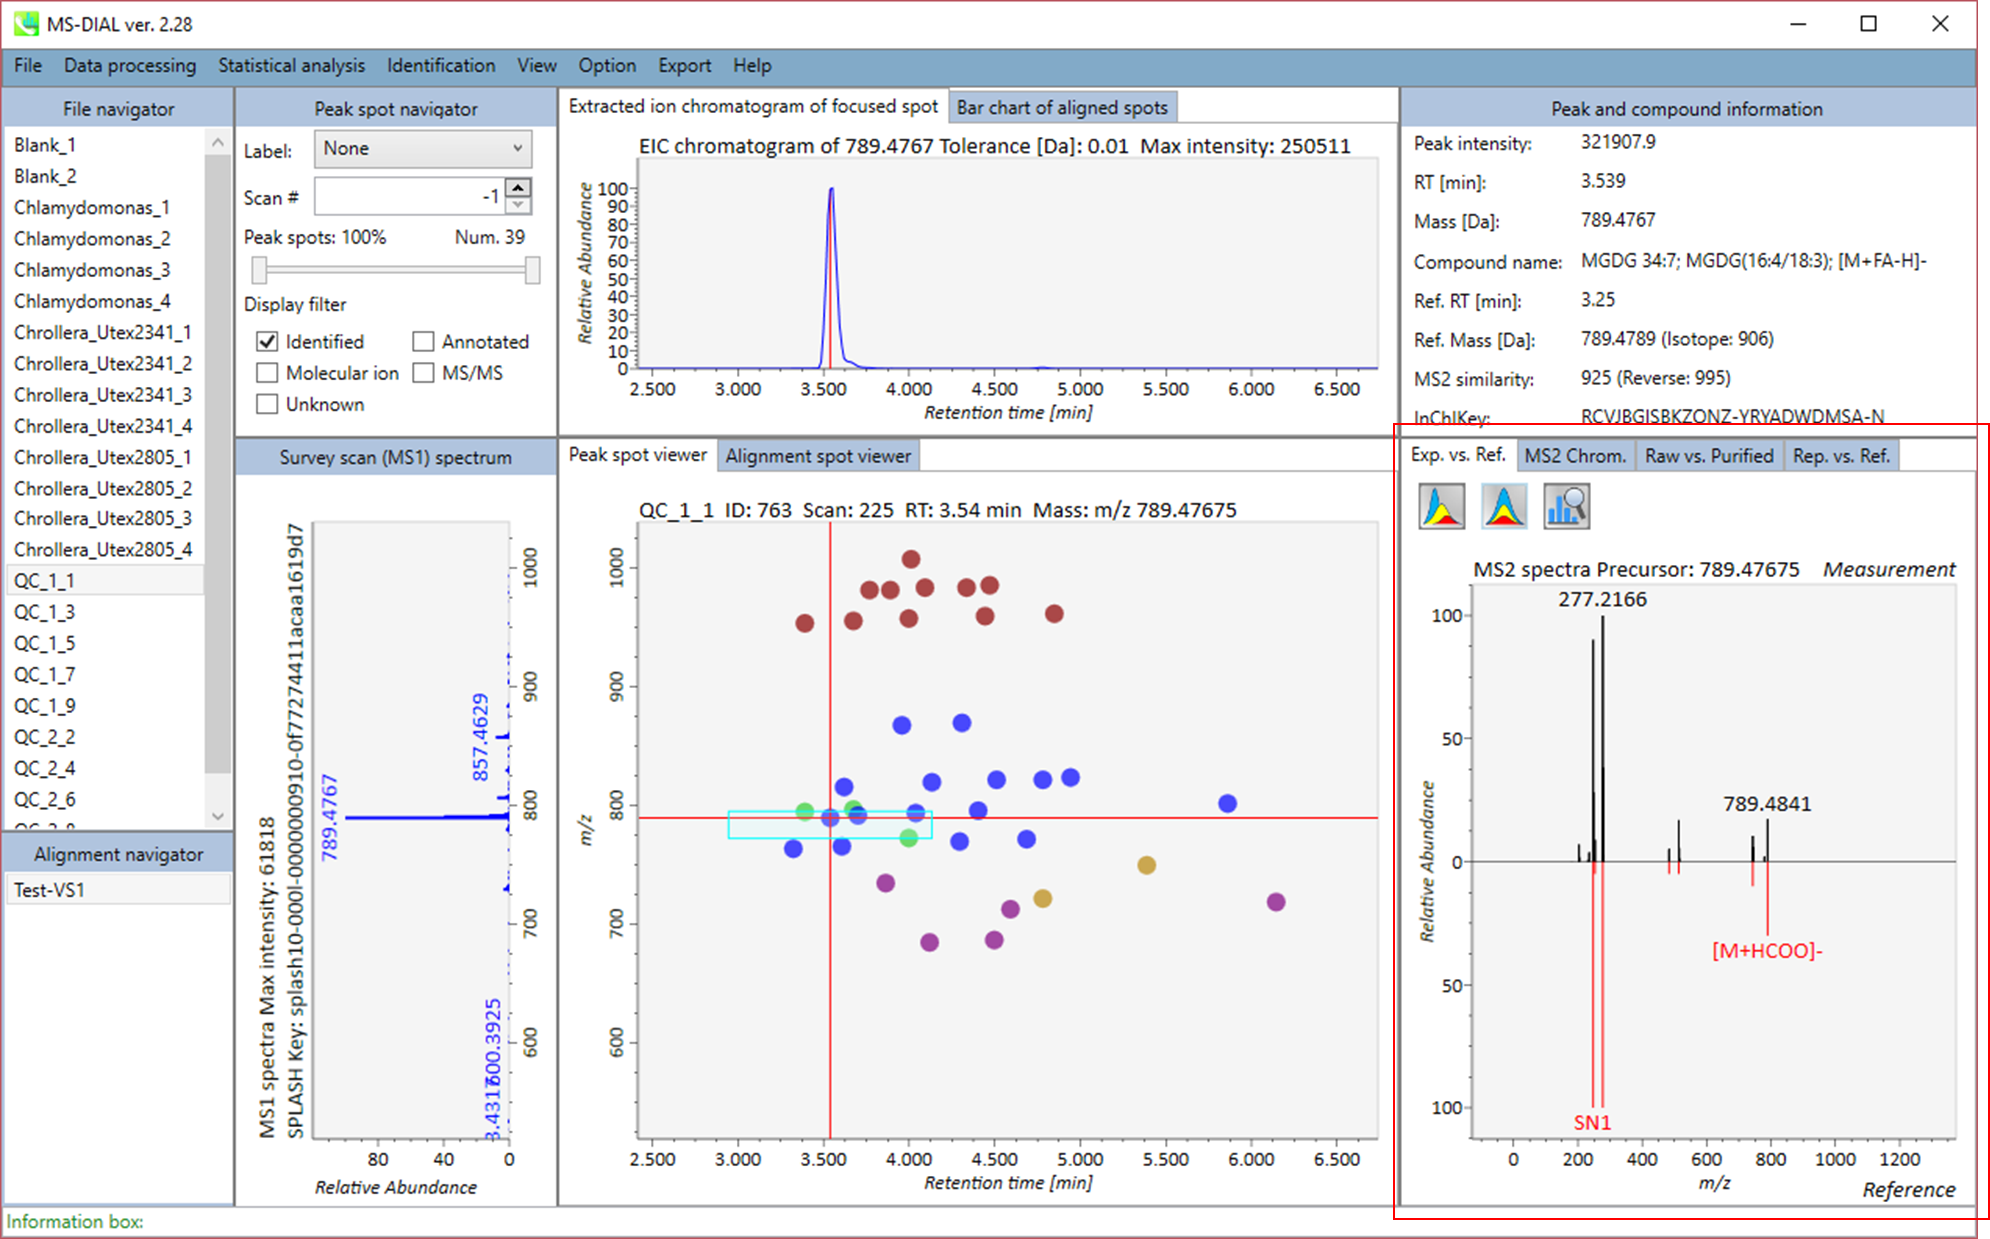 MS-DIAL ver. 2.28
File Data processing Statistical analysis Identification View Option Export Help
File navigator
Blank_1
Blank_2
Chlamydomonas_1
Chlamydomonas_2
Chlamydomonas_3
Chlamydomonas_4
Chrollera_Utex2341_1
Chrollera_Utex2341_2
Chrollera_Utex2341_3
Chrollera_Utex2341_4
Chrollera_Utex2805_1
Chrollera_Utex2805_2
Chrollera_Utex2805_3
Chrollera_Utex2805_4
QC_1_1
QC_1_3
QC_1_5
QC_1_7
QC_1_9
QC_2_2
QC_2_4
QC_2_6
Alignment navigator
Test-VS1
Peak spot navigator
Label: None
Scan # -1
Peak spots: 100% Num. 39
Display filter
Identified Annotated
Molecular ion MS/MS
Unknown
Survey scan (MS1) spectrum
MS1 spectra Max intensity: 61818
SPLASH Key: splash10-000l-0000000910-0f77274411acaa1619d7
789.4767
857.4629
600.3925
1000
900
800
700
600
80 40 0
Relative Abundance
Extracted ion chromatogram of focused spot Bar chart of aligned spots
EIC chromatogram of 789.4767 Tolerance [Da]: 0.01 Max intensity: 250511
Relative Abundance
100
90
80
70
60
50
40
30
20
10
0
2.500 3.000 3.500 4.000 4.500 5.000 5.500 6.000 6.500
Retention time [min]
Peak spot viewer Alignment spot viewer
QC_1_1 ID: 763 Scan: 225 RT: 3.54 min Mass: m/z 789.47675
m/z
1000
900
800
700
600
2.500 3.000 3.500 4.000 4.500 5.000 5.500 6.000 6.500
Retention time [min]
Peak and compound information
Peak intensity: 321907.9
RT [min]: 3.539
Mass [Da]: 789.4767
Compound name: MGDG 34:7; MGDG(16:4/18:3); [M+FA-H]-
Ref. RT [min]: 3.25
Ref. Mass [Da]: 789.4789 (Isotope: 906)
MS2 similarity: 925 (Reverse: 995)
InChIKey: RCVJBGISBKZONZ-YRYADWDMSA-N
Exp. vs. Ref. MS2 Chrom. Raw vs. Purified Rep. vs. Ref.
MS2 spectra Precursor: 789.47675 Measurement
277.2166
789.4841
[M+HCOO]-
SN1
Relative Abundance
100
50
0
50
100
0 200 400 600 800 1000 1200
m/z
Reference
Information box: